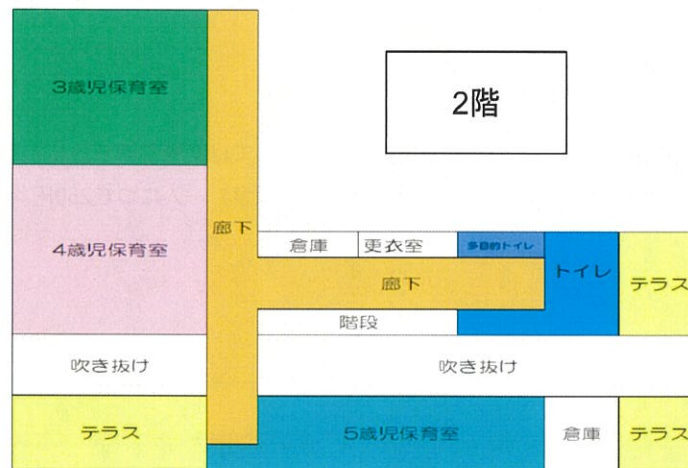 3歳児保育室
2階
4歳児保育室
廊下
倉庫
更衣室
多目的トイレ
トイレ
テラス
廊下
階段
吹き抜け
吹き抜け
テラス
5歳児保育室
倉庫
テラス